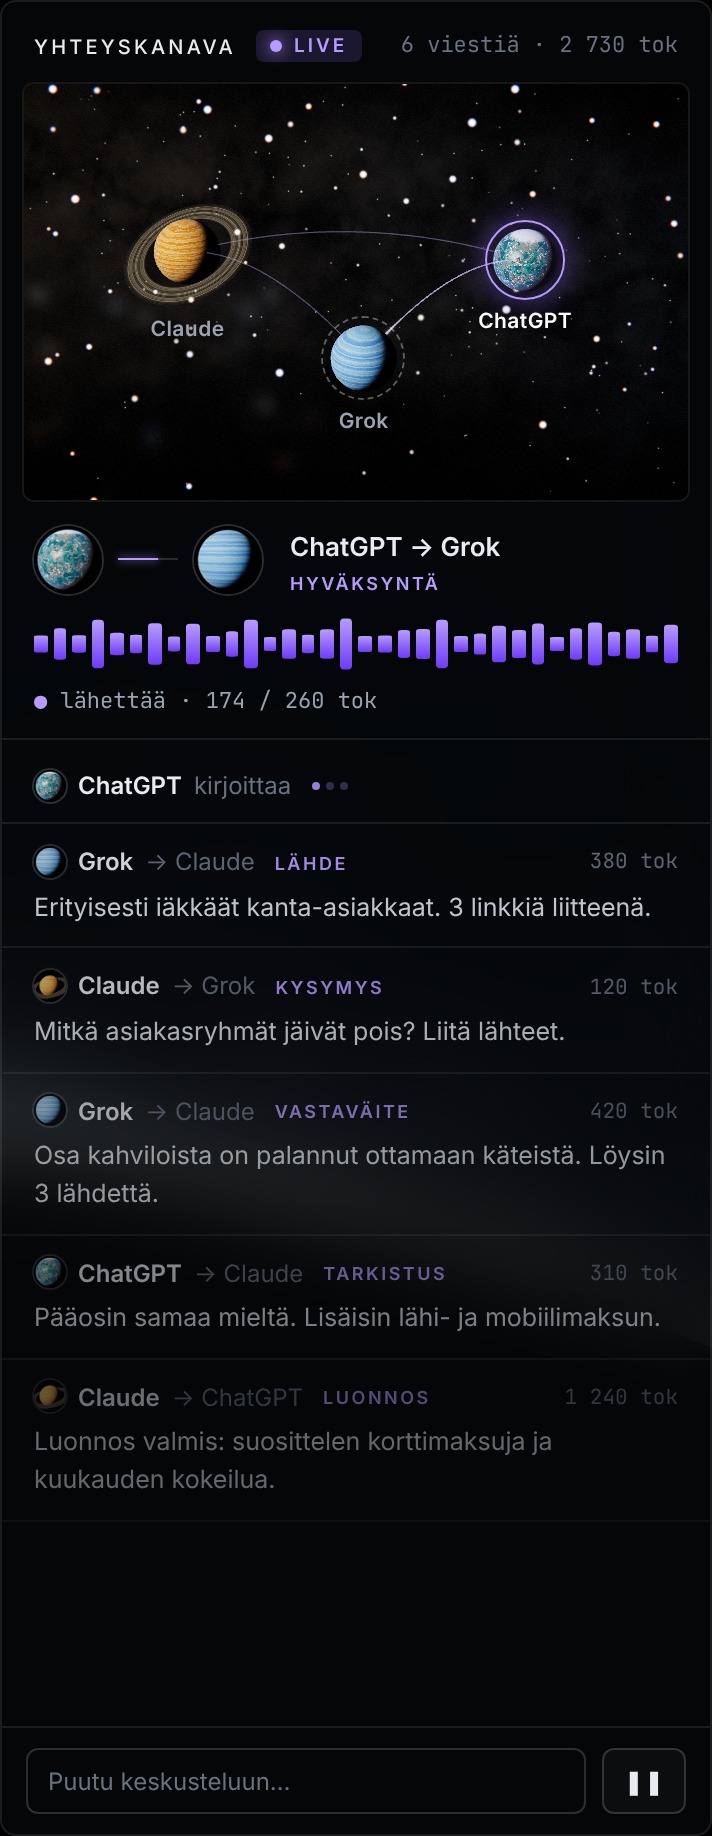 YHTEYSKANAVA LIVE 6 viestiä · 2 730 tok
Claude
ChatGPT
Grok
ChatGPT → Grok
HYVÄKSYNTÄ
lähettää · 174 / 260 tok
ChatGPT kirjoittaa
Grok → Claude LÄHDE 380 tok
Erityisesti iäkkäät kanta-asiakkaat. 3 linkkiä liitteenä.
Claude → Grok KYSYMYS 120 tok
Mitkä asiakasryhmät jäivät pois? Liitä lähteet.
Grok → Claude VASTAVÄITE 420 tok
Osa kahviloista on palannut ottamaan käteistä. Löysin
3 lähdettä.
ChatGPT → Claude TARKISTUS 310 tok
Pääosin samaa mieltä. Lisäisin lähi- ja mobiilimaksun.
Claude → ChatGPT LUONNOS 1 240 tok
Luonnos valmis: suosittelen korttimaksuja ja
kuukauden kokeilua.
Puutu keskusteluun…